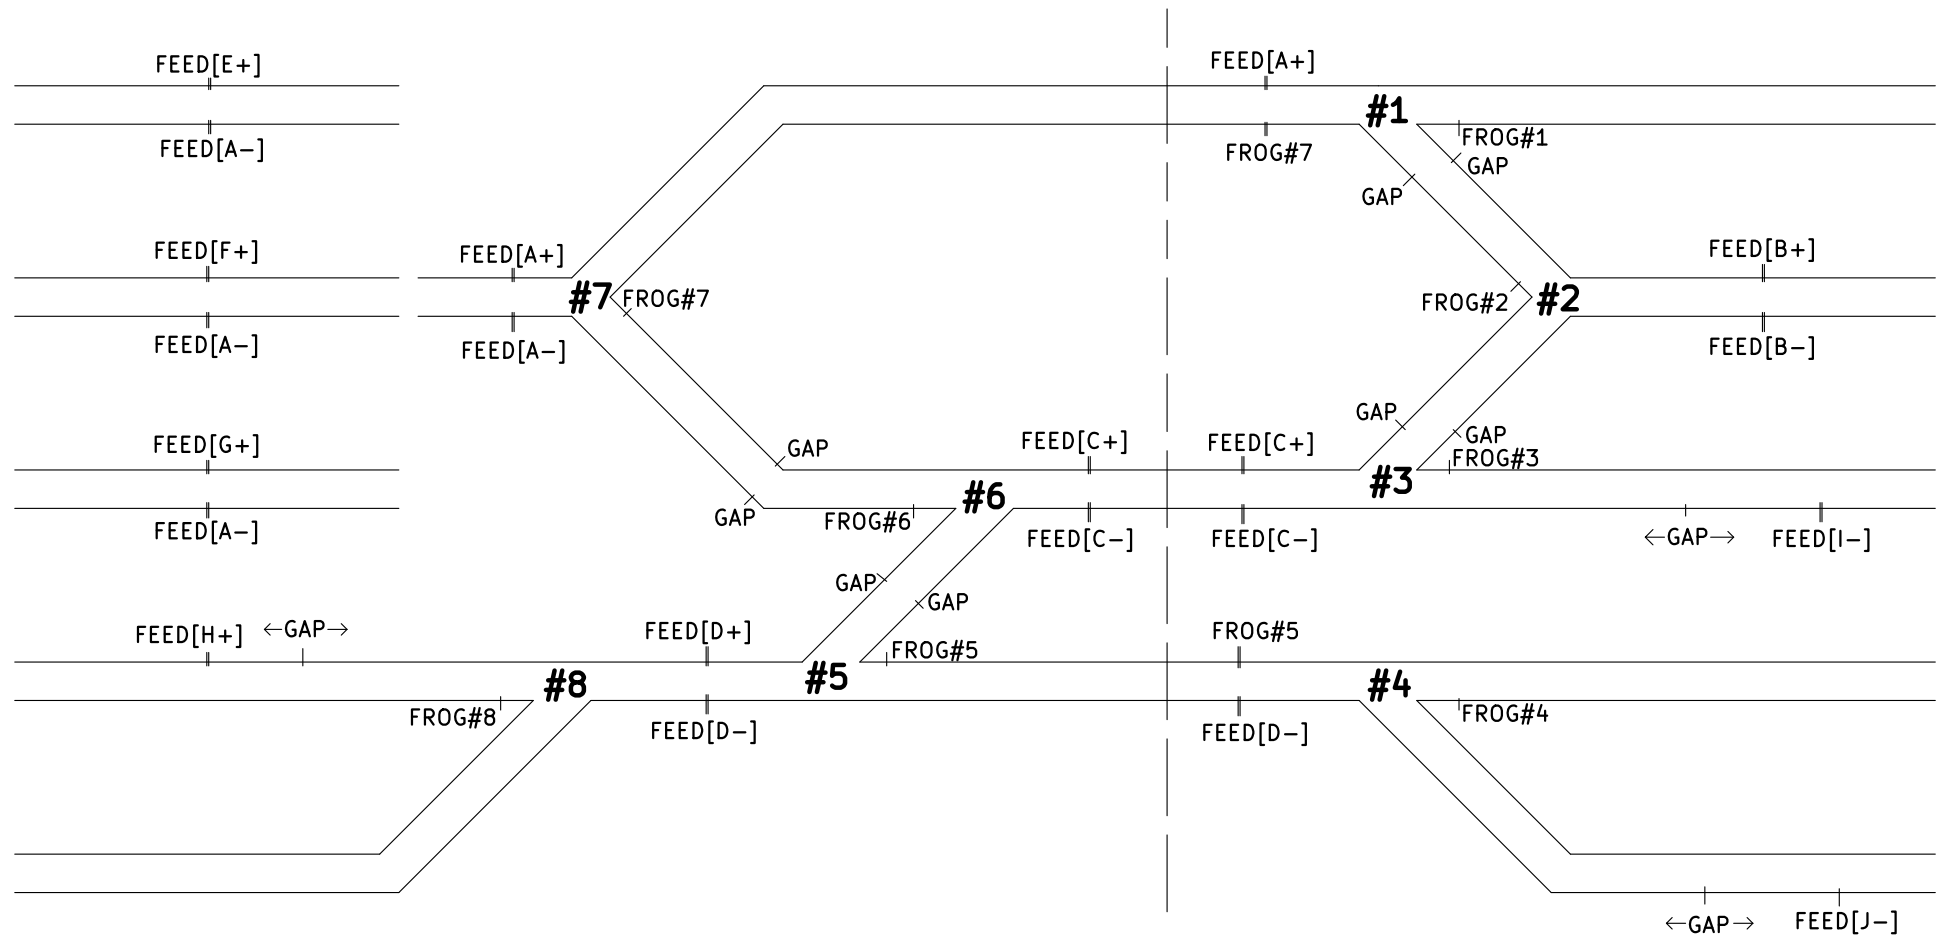 FEED[E+]
FEED[A+]
#1
FROG#1
FEED[A−]
FROG#7
GAP
GAP
FEED[F+]
FEED[A+]
FEED[B+]
#7
FROG#7
FROG#2
#2
FEED[A−]
FEED[A−]
FEED[B−]
GAP
FEED[G+]
GAP
FEED[C+]
FEED[C+]
GAP
FROG#3
#3
#6
GAP
FROG#6
FEED[A−]
FEED[C−]
FEED[C−]
←GAP→
FEED[I−]
GAP
GAP
FEED[H+]
←GAP→
FEED[D+]
FROG#5
FROG#5
#8
#5
#4
FROG#8
FROG#4
FEED[D−]
FEED[D−]
←GAP→
FEED[J−]